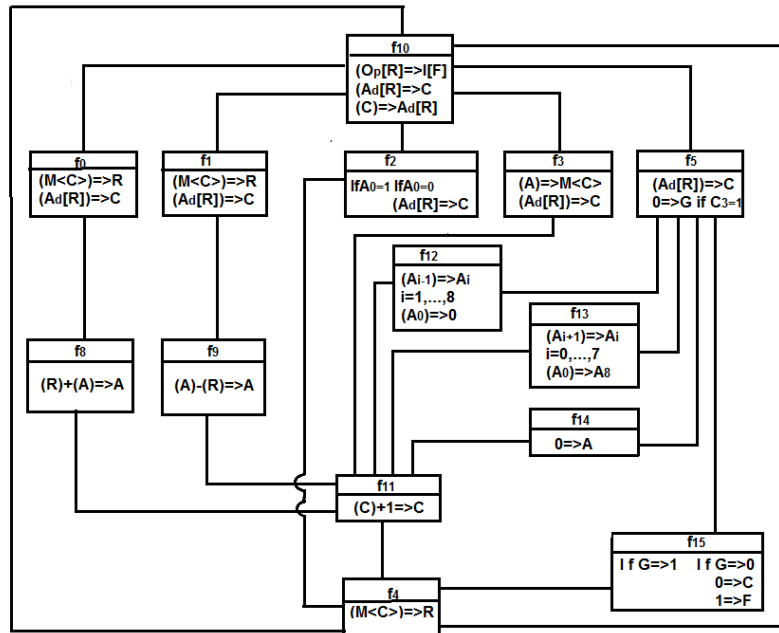 f10
(Op[R]=>I[F]
(Ad[R]=>C
(C)=>Ad[R]
f0
(M<C>)=>R
(Ad[R])=>C
f1
(M<C>)=>R
(Ad[R])=>C
f2
IfA0=1 IfA0=0
(Ad[R]=>C
f3
(A)=>M<C>
(Ad[R])=>C
f5
(Ad[R])=>C
0=>G if C3=1
f12
(Ai-1)=>Ai
i=1,...,8
(A0)=>0
f13
(Ai+1)=>Ai
i=0,...,7
(A0)=>A8
f8
(R)+(A)=>A
f9
(A)-(R)=>A
f14
0=>A
f11
(C)+1=>C
f15
I f G=>1 I f G=>0
0=>C
1=>F
f4
(M<C>)=>R